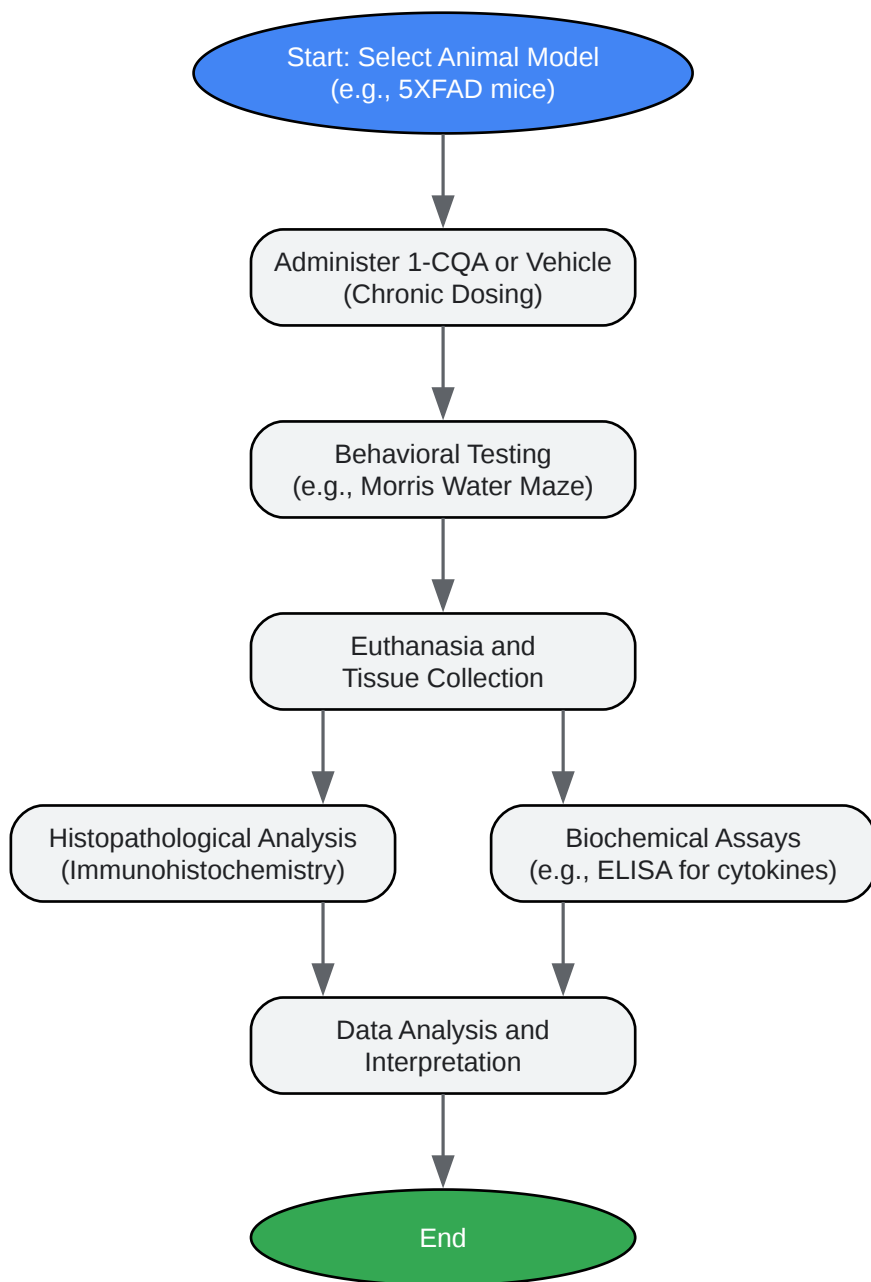 Start: Select Animal Model
(e.g., 5XFAD mice)
Administer 1-CQA or Vehicle
(Chronic Dosing)
Behavioral Testing
(e.g., Morris Water Maze)
Euthanasia and
Tissue Collection
Histopathological Analysis
(Immunohistochemistry)
Biochemical Assays
(e.g., ELISA for cytokines)
Data Analysis and
Interpretation
End